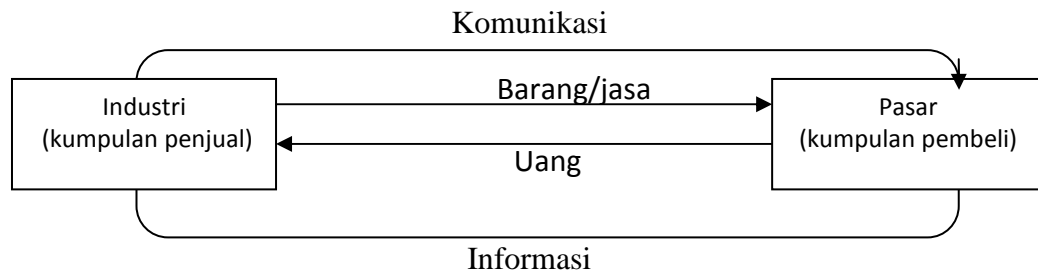 Komunikasi
Industri
(kumpulan penjual)
Barang/jasa
Uang
Pasar
(kumpulan pembeli)
Informasi